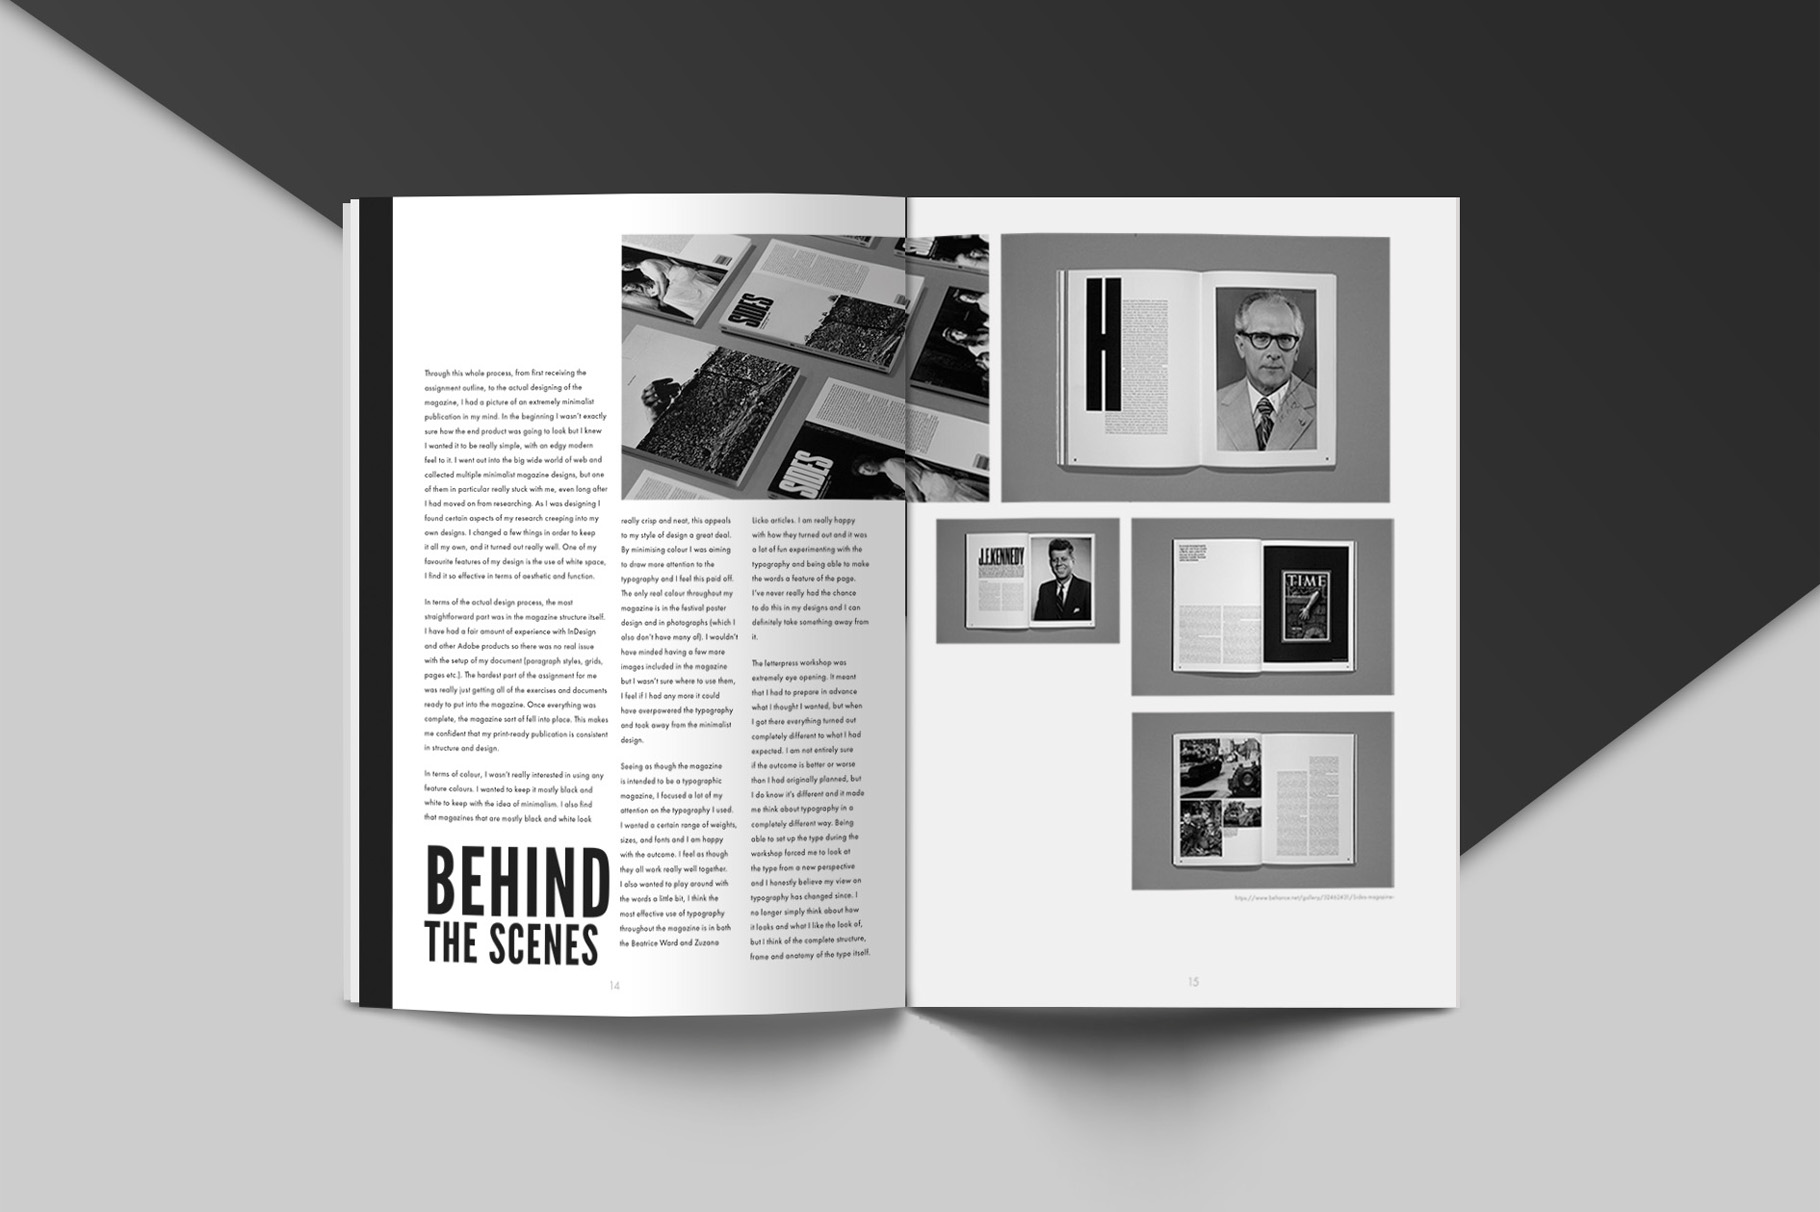 Through this whole process, from first receiving the
assignment outline, to the actual designing of the
magazine, I had a picture of an extremely minimalist
publication in my mind. In the beginning I wasn't exactly
sure how the end product was going to look but I knew
I wanted it to be really simple, with an edgy modern
feel to it. I went out into the big wide world of web and
collected multiple minimalist magazine designs, but one
of them in particular really stuck with me, even long after
I had moved on from researching. As I was designing I
found certain aspects of my research creeping into my
own designs. I changed a few things in order to keep
it all my own, and it turned out really well. One of my
favourite features of my design is the use of white space,
I find it so effective in terms of aesthetic and function.
In terms of the actual design process, the most
straightforward part was in the magazine structure itself.
I have had a fair amount of experience with InDesign
and other Adobe products so there was no real issue
with the setup of my document (paragraph styles, grids,
pages etc.). The hardest part of the assignment for me
was really just getting all of the exercises and documents
ready to put into the magazine. Once everything was
complete, the magazine sort of fell into place. This makes
me confident that my print-ready publication is consistent
in structure and design.
In terms of colour, I wasn't really interested in using any
feature colours. I wanted to keep it mostly black and
white to keep with the idea of minimalism. I also find
that magazines that are mostly black and white look
BEHIND
THE SCENES
really crisp and neat, this appeals
to my style of design a great deal.
By minimising colour I was aiming
to draw more attention to the
typography and I feel this paid off.
The only real colour throughout my
magazine is in the festival poster
design and in photographs (which I
also don't have many of). I wouldn't
have minded having a few more
images included in the magazine
but I wasn't sure where to use them,
I feel if I had any more it could
have overpowered the typography
and took away from the minimalist
design.
Seeing as though the magazine
is intended to be a typographic
magazine, I focused a lot of my
attention on the typography I used.
I wanted a certain range of weights,
sizes, and fonts and I am happy
with the outcome. I feel as though
they all work really well together.
I also wanted to play around with
the words a little bit, I think the
most effective use of typography
throughout the magazine is in both
the Beatrice Ward and Zuzana
Licko articles. I am really happy
with how they turned out and it was
a lot of fun experimenting with the
typography and being able to make
the words a feature of the page.
I've never really had the chance
to do this in my designs and I can
definitely take something away from
it.
The letterpress workshop was
extremely eye opening. It meant
that I had to prepare in advance
what I thought I wanted, but when
I got there everything turned out
completely different to what I had
expected. I am not entirely sure
if the outcome is better or worse
than I had originally planned, but
I do know it's different and it made
me think about typography in a
completely different way. Being
able to set up the type during the
workshop forced me to look at
the type from a new perspective
and I honestly believe my view on
typography has changed since. I
no longer simply think about how
it looks and what I like the look of,
but I think of the complete structure,
frame and anatomy of the type itself.
14
SIDES
SIDES
H
J.F.KENNEDY
TIME
15